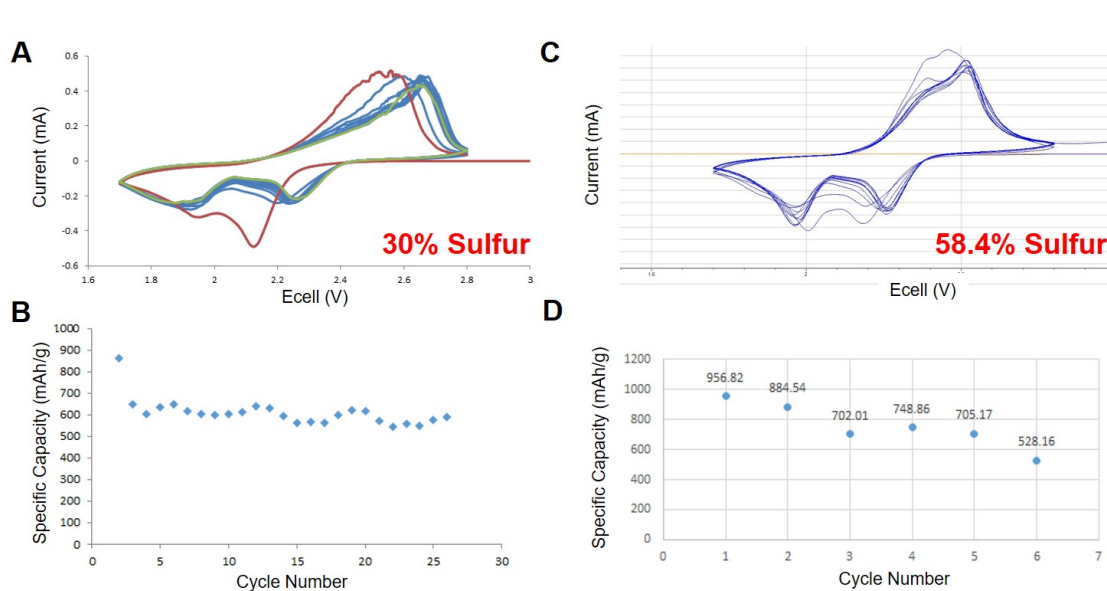 A
0.6
0.4
0.2
0
-0.2
-0.4
-0.6
1.6 1.8 2 2.2 2.4 2.6 2.8 3
Current (mA)
Ecell (V)
30% Sulfur
C
Current (mA)
1.5 2
Ecell (V)
58.4% Sulfur
B
1000
900
800
700
600
500
400
300
200
100
0
0 5 10 15 20 25 30
Specific Capacity (mAh/g)
Cycle Number
D
1200
1000
800
600
400
200
0
0 1 2 3 4 5 6 7
956.82
884.54
702.01
748.86
705.17
528.16
Specific Capacity (mAh/g)
Cycle Number